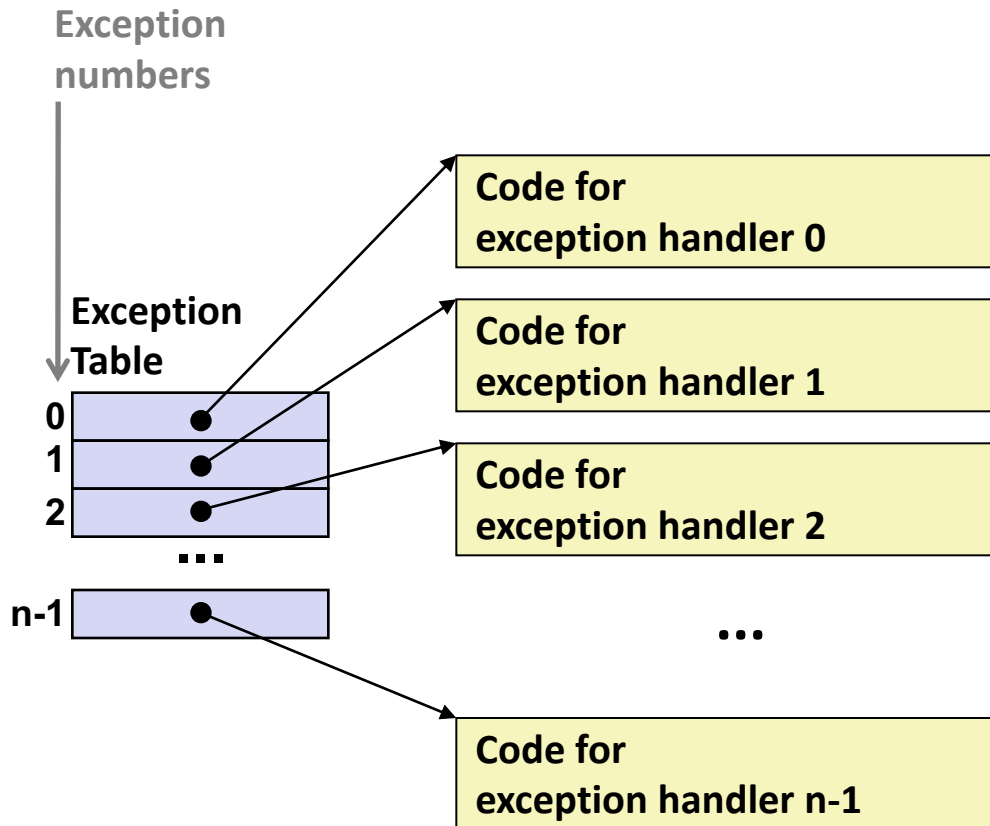 Exception
numbers
Code for
exception handler 0
Exception
Table
Code for
exception handler 1
0
1
2
Code for
exception handler 2
...
n-1
...
Code for
exception handler n-1